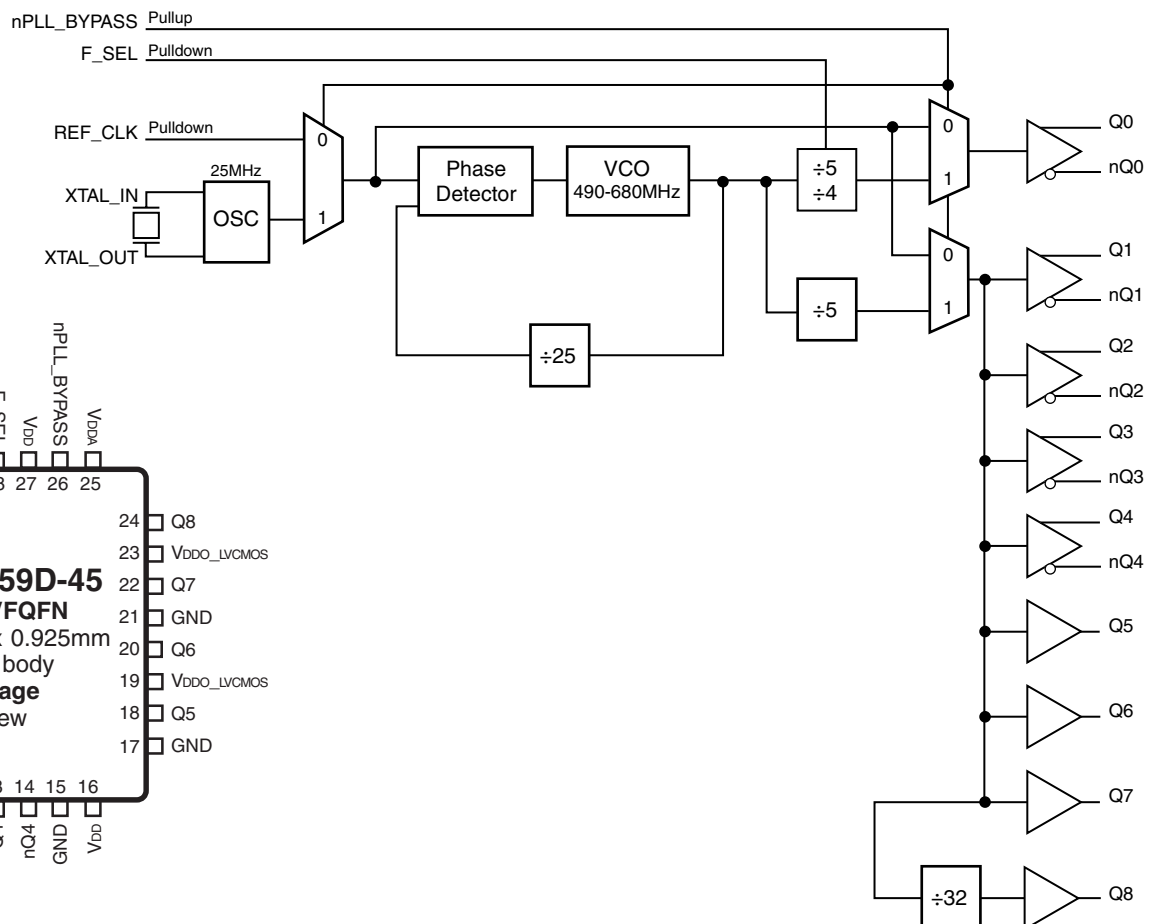 nPLL_BYPASS Pullup
F_SEL Pulldown
REF_CLK Pulldown
0
1
25MHz
XTAL_IN
OSC
XTAL_OUT
Phase
Detector
VCO
490-680MHz
÷5
÷4
÷25
÷5
0
1
0
1
Q0
nQ0
Q1
nQ1
Q2
nQ2
Q3
nQ3
Q4
nQ4
Q5
Q6
Q7
÷32
Q8
VDD
nPLL_BYPASS
VDDA
27 26 25
24 Q8
23 VDDO_LVCMOS
22 Q7
21 GND
20 Q6
19 VDDO_LVCMOS
18 Q5
17 GND
59D-45
FQFN
0.925mm
body
age
ew
14 15 16
nQ4
GND
VDD